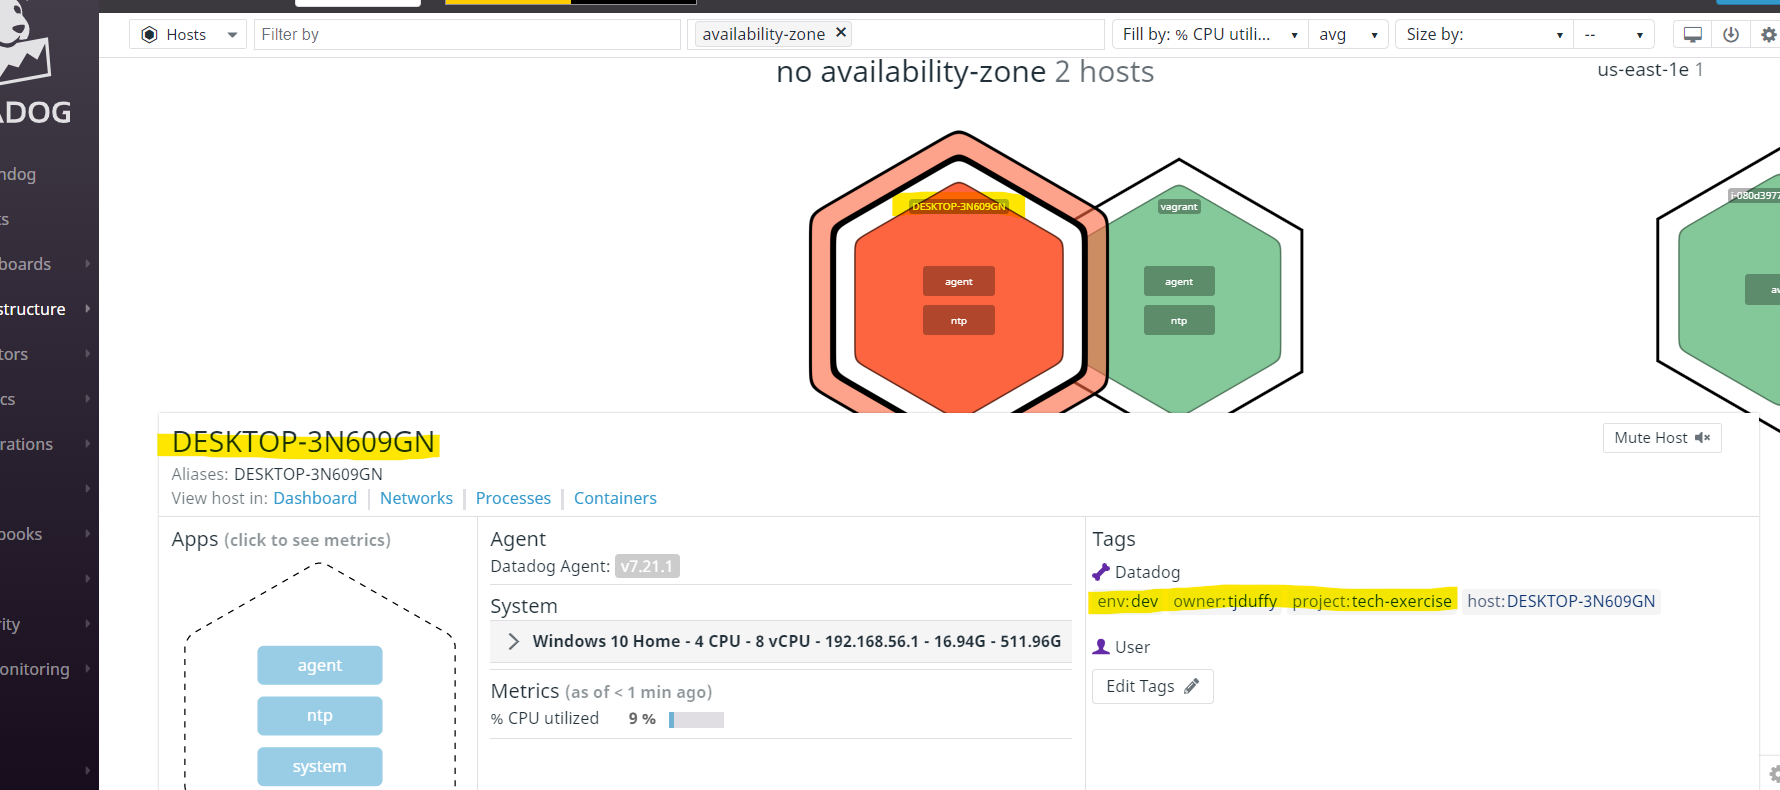 Hosts
Filter by
availability-zone ✕
Fill by: % CPU utili...
avg
Size by:
--
no availability-zone 2 hosts
us-east-1e 1
DESKTOP-3N609GN
agent
ntp
vagrant
agent
ntp
i-080d3977
av
ADOG
ndog
ts
boards
structure
tors
cs
rations
books
ity
onitoring
DESKTOP-3N609GN
Mute Host
Aliases: DESKTOP-3N609GN
View host in: Dashboard | Networks | Processes | Containers
Apps (click to see metrics)
agent
ntp
system
Agent
Datadog Agent: v7.21.1
System
Windows 10 Home - 4 CPU - 8 vCPU - 192.168.56.1 - 16.94G - 511.96G
Metrics (as of < 1 min ago)
% CPU utilized 9 %
Tags
Datadog
env:dev owner:tjduffy project:tech-exercise host:DESKTOP-3N609GN
User
Edit Tags